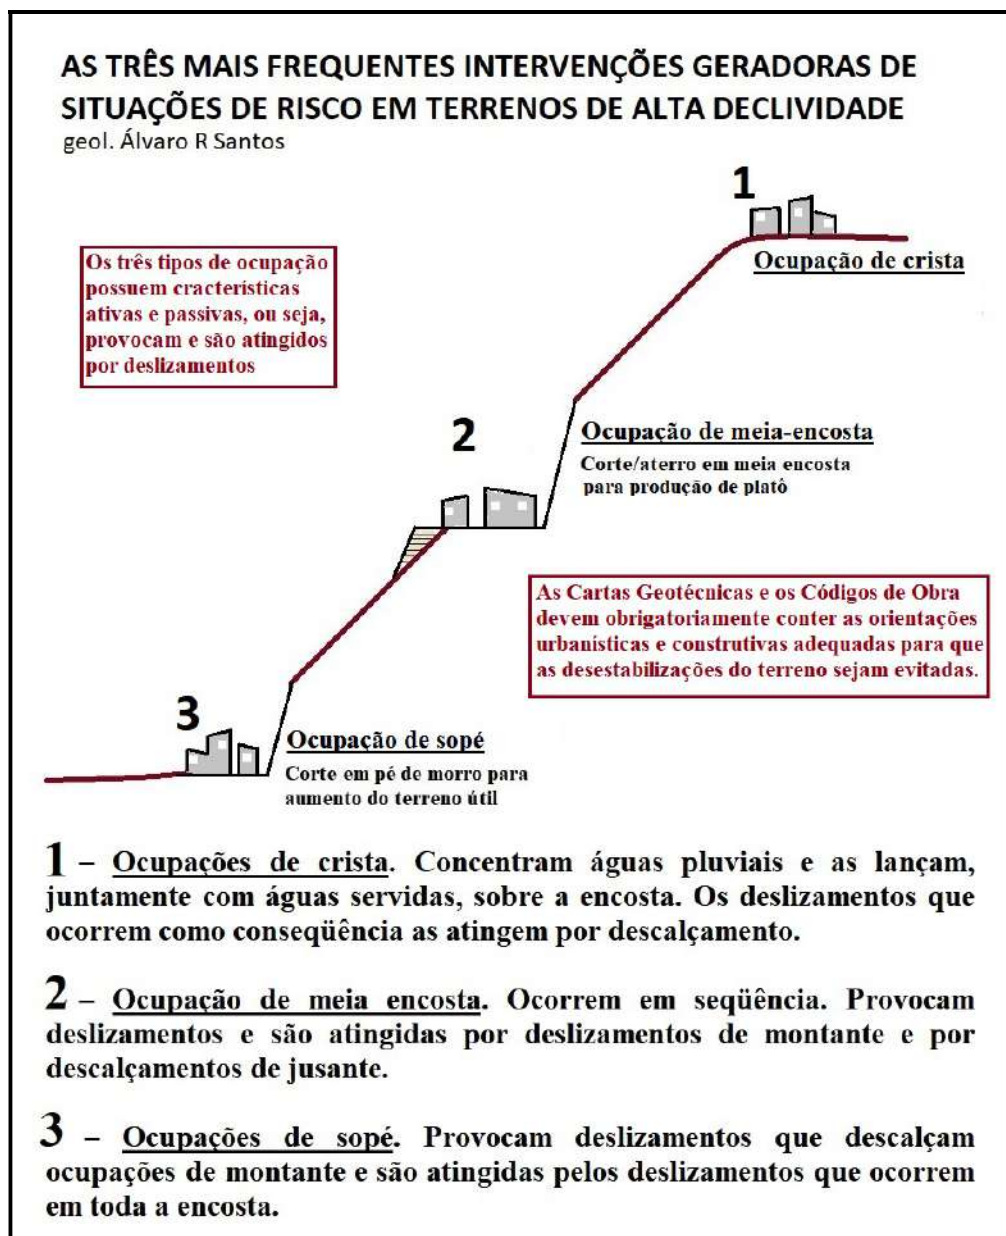 AS TRÊS MAIS FREQUENTES INTERVENÇÕES GERADORAS DE
SITUAÇÕES DE RISCO EM TERRENOS DE ALTA DECLIVIDADE
geol. Álvaro R Santos
1
Ocupação de crista
Os três tipos de ocupação
possuem cracterísticas
ativas e passivas, ou seja,
provocam e são atingidos
por deslizamentos
2
Ocupação de meia-encosta
Corte/aterro em meia encosta
para produção de platô
As Cartas Geotécnicas e os Códigos de Obra
devem obrigatoriamente conter as orientações
urbanísticas e construtivas adequadas para que
as desestabilizações do terreno sejam evitadas.
3
Ocupação de sopé
Corte em pé de morro para
aumento do terreno útil
1 – Ocupações de crista. Concentram águas pluviais e as lançam,
juntamente com águas servidas, sobre a encosta. Os deslizamentos que
ocorrem como conseqüência as atingem por descalçamento.
2 – Ocupação de meia encosta. Ocorrem em seqüência. Provocam
deslizamentos e são atingidas por deslizamentos de montante e por
descalçamentos de jusante.
3 – Ocupações de sopé. Provocam deslizamentos que descalçam
ocupações de montante e são atingidas pelos deslizamentos que ocorrem
em toda a encosta.